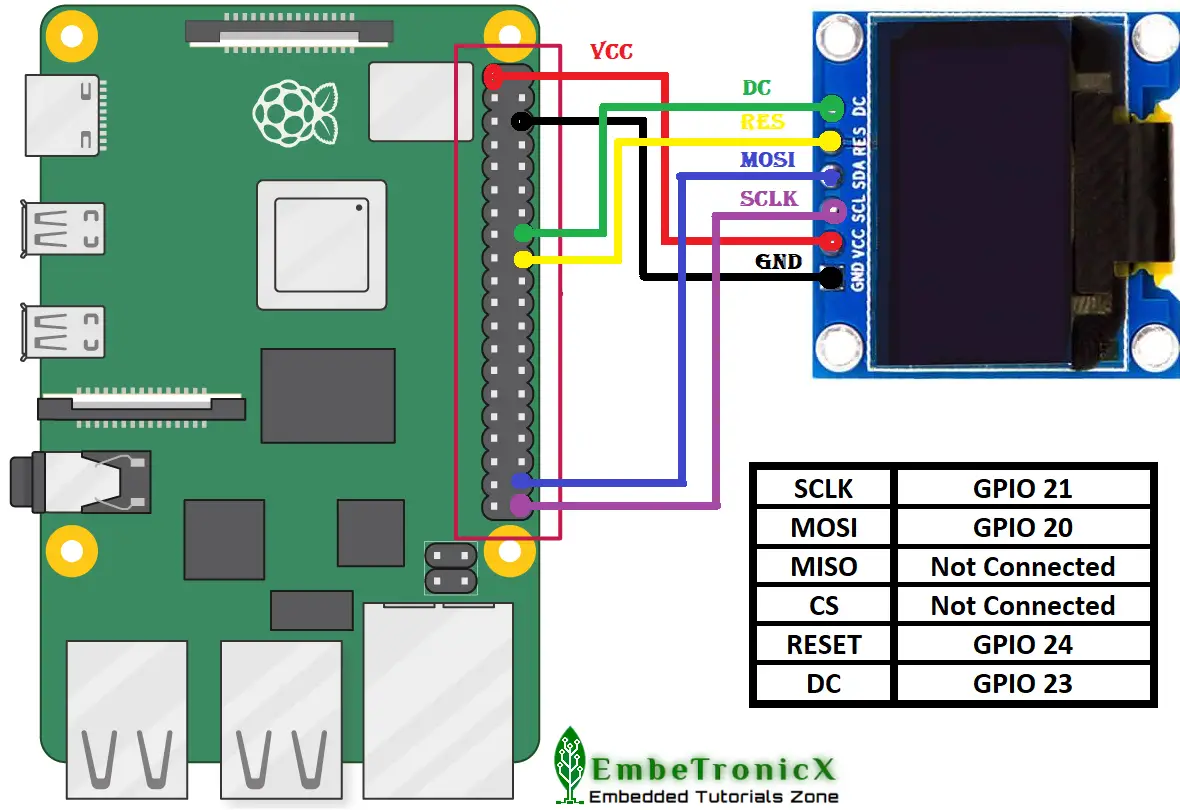 VCC
DC
RES
MOSI
SCLK
GND
GND VCC SCL SDA RES DC
SCLK GPIO 21
MOSI GPIO 20
MISO Not Connected
CS Not Connected
RESET GPIO 24
DC GPIO 23
EmbeTronicX
Embedded Tutorials Zone